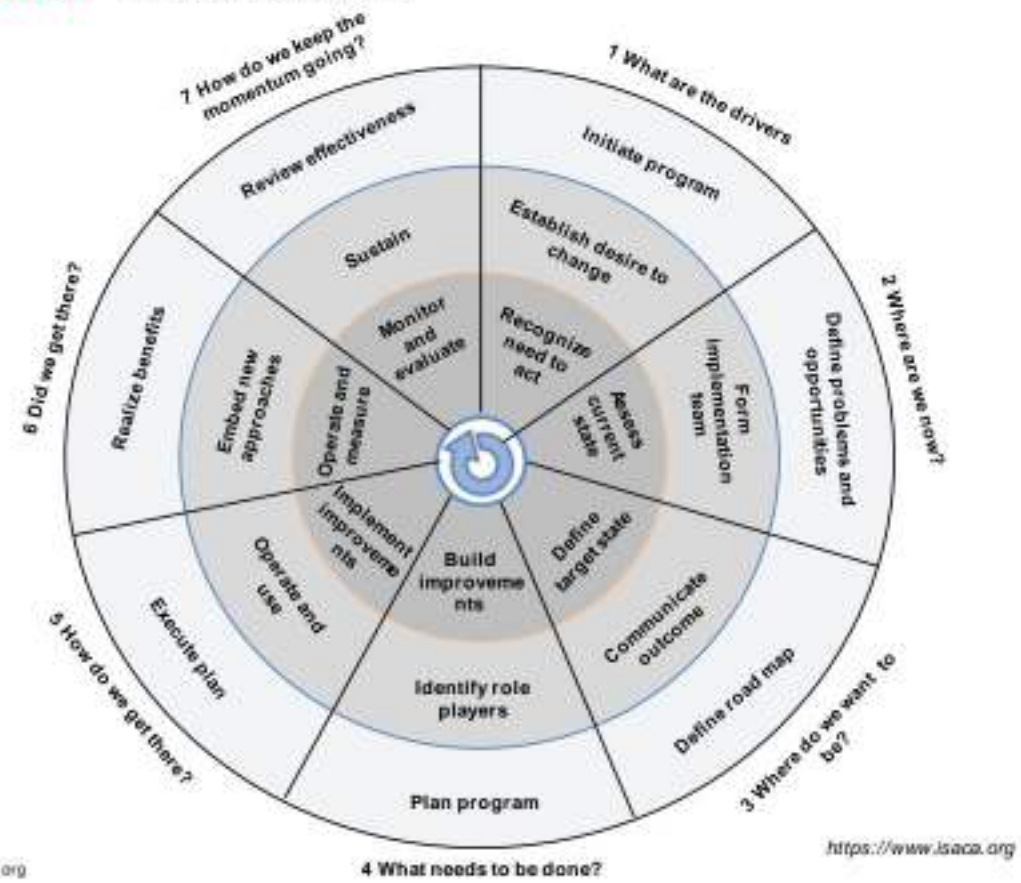 1 What are the drivers
Initiate program
Establish desire to
change
Recognize
need to
act
2 Where are we now?
Define problems and
opportunities
Form
implementation
team
Assess
current
state
3 Where do we want to
be?
Define road map
Communicate
outcome
Define
target state
4 What needs to be done?
Plan program
Identify role
players
Build
improveme
nts
5 How do we get there?
Execute plan
Operate and
use
Implement
improveme
nts
6 Did we get there?
Realize benefits
Embed new
approaches
Operate and
measure
7 How do we keep the
momentum going?
Review effectiveness
Sustain
Monitor
and
evaluate
https://www.isaca.org
org